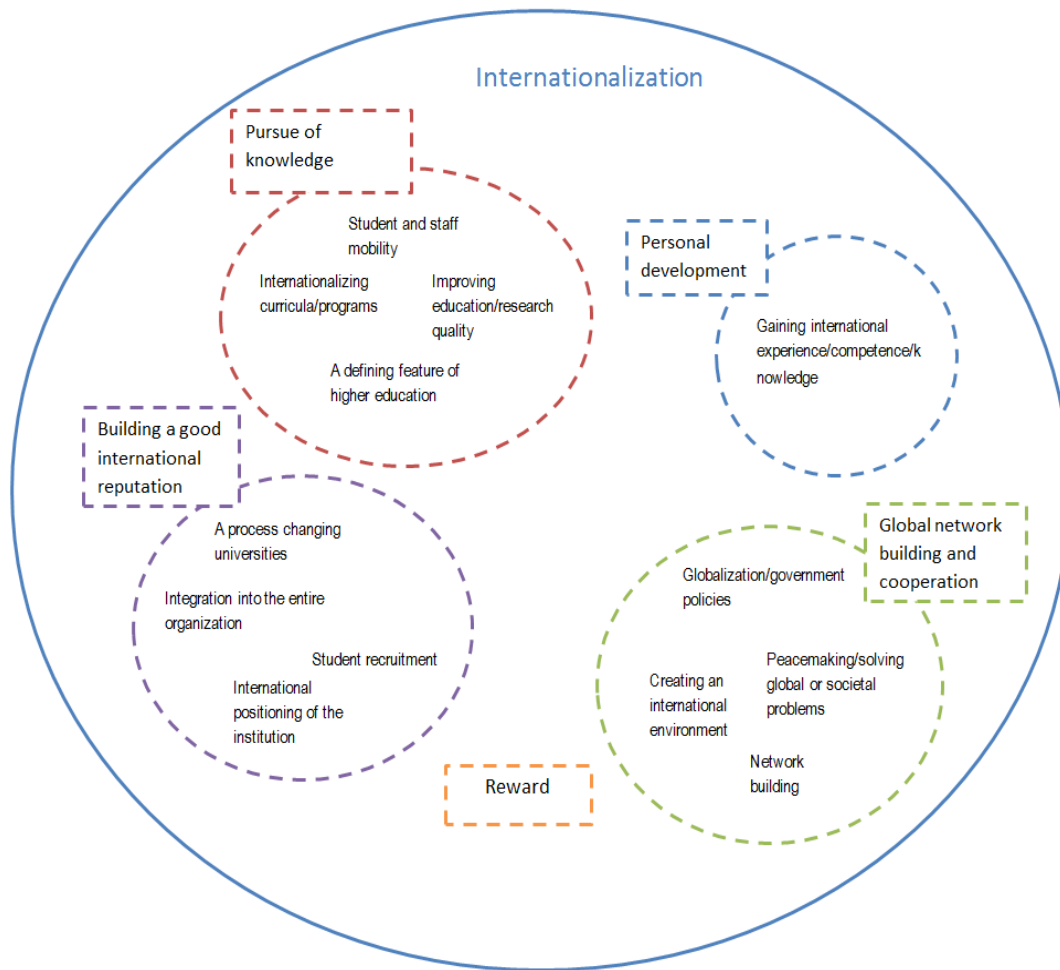 Internationalization
Pursue of
knowledge
Student and staff
mobility
Internationalizing
curricula/programs
Improving
education/research
quality
A defining feature of
higher education
Personal
development
Gaining international
experience/competence/k
nowledge
Building a good
international
reputation
A process changing
universities
Integration into the entire
organization
Student recruitment
International
positioning of the
institution
Global network
building and
cooperation
Globalization/government
policies
Peacemaking/solving
global or societal
problems
Creating an
international
environment
Network
building
Reward